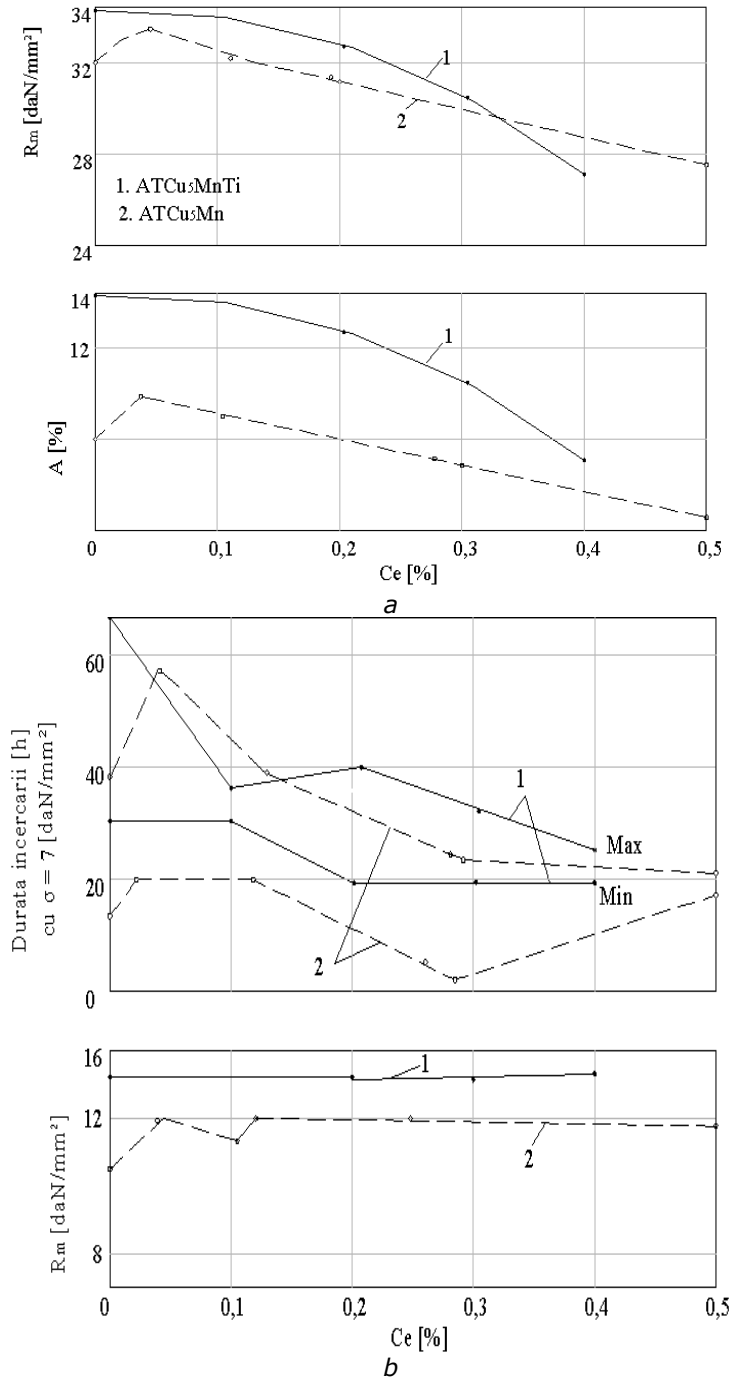 34
32
28
24
Rm [daN/mm²]
1
2
1. ATCu5MnTi
2. ATCu5Mn
14
12
A [%]
1
0 0,1 0,2 0,3 0,4 0,5
Ce [%]
a
60
40
20
0
Durata incercarii [h]
cu σ = 7 [daN/mm²]
1
Max
Min
2
16
12
8
Rm [daN/mm²]
1
2
0 0,1 0,2 0,3 0,4 0,5
Ce [%]
b